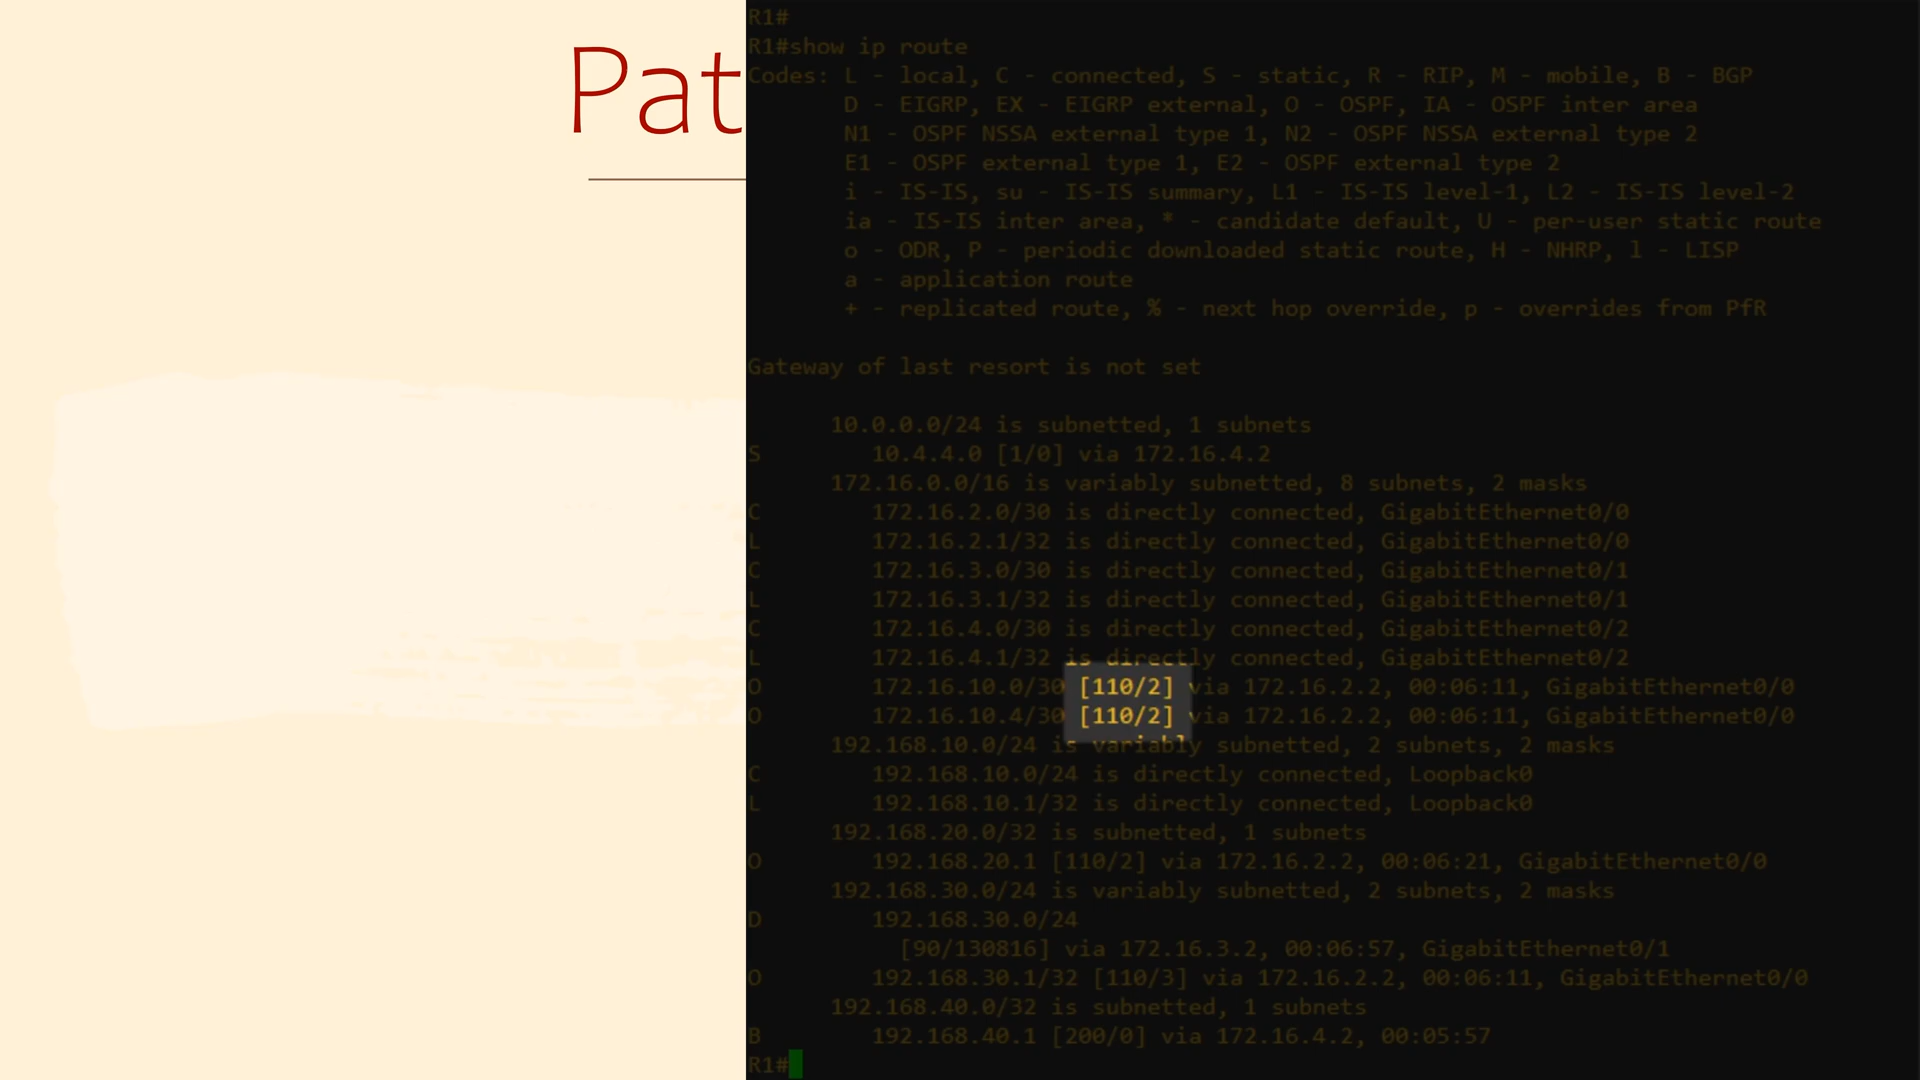 Pat
R1#
R1#show ip route
Codes: L - local, C - connected, S - static, R - RIP, M - mobile, B - BGP
D - EIGRP, EX - EIGRP external, O - OSPF, IA - OSPF inter area
N1 - OSPF NSSA external type 1, N2 - OSPF NSSA external type 2
E1 - OSPF external type 1, E2 - OSPF external type 2
i - IS-IS, su - IS-IS summary, L1 - IS-IS level-1, L2 - IS-IS level-2
ia - IS-IS inter area, * - candidate default, U - per-user static route
o - ODR, P - periodic downloaded static route, H - NHRP, l - LISP
a - application route
+ - replicated route, % - next hop override, p - overrides from PfR
Gateway of last resort is not set
10.0.0.0/24 is subnetted, 1 subnets
S 10.4.4.0 [1/0] via 172.16.4.2
172.16.0.0/16 is variably subnetted, 8 subnets, 2 masks
C 172.16.2.0/30 is directly connected, GigabitEthernet0/0
L 172.16.2.1/32 is directly connected, GigabitEthernet0/0
C 172.16.3.0/30 is directly connected, GigabitEthernet0/1
L 172.16.3.1/32 is directly connected, GigabitEthernet0/1
C 172.16.4.0/30 is directly connected, GigabitEthernet0/2
L 172.16.4.1/32 is directly connected, GigabitEthernet0/2
O 172.16.10.0/30 [110/2] via 172.16.2.2, 00:06:11, GigabitEthernet0/0
O 172.16.10.4/30 [110/2] via 172.16.2.2, 00:06:11, GigabitEthernet0/0
192.168.10.0/24 is variably subnetted, 2 subnets, 2 masks
C 192.168.10.0/24 is directly connected, Loopback0
L 192.168.10.1/32 is directly connected, Loopback0
192.168.20.0/32 is subnetted, 1 subnets
O 192.168.20.1 [110/2] via 172.16.2.2, 00:06:21, GigabitEthernet0/0
192.168.30.0/24 is variably subnetted, 2 subnets, 2 masks
D 192.168.30.0/24
[90/130816] via 172.16.3.2, 00:06:57, GigabitEthernet0/1
O 192.168.30.1/32 [110/3] via 172.16.2.2, 00:06:11, GigabitEthernet0/0
192.168.40.0/32 is subnetted, 1 subnets
B 192.168.40.1 [200/0] via 172.16.4.2, 00:05:57
R1#